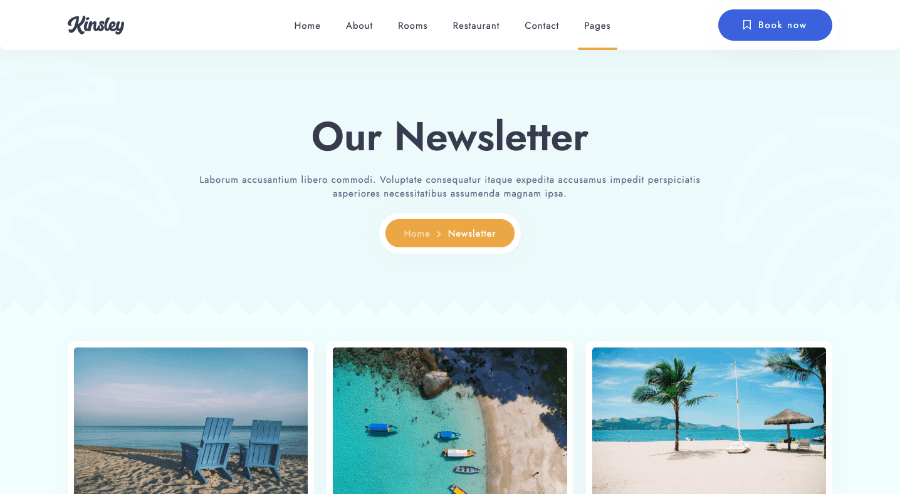 Kinsley
Home About Rooms Restaurant Contact Pages
Book now
Our Newsletter
Laborum accusantium libero commodi. Voluptate consequatur itaque expedita accusamus impedit perspiciatis
asperiores necessitatibus assumenda magnam ipsa.
Home > Newsletter